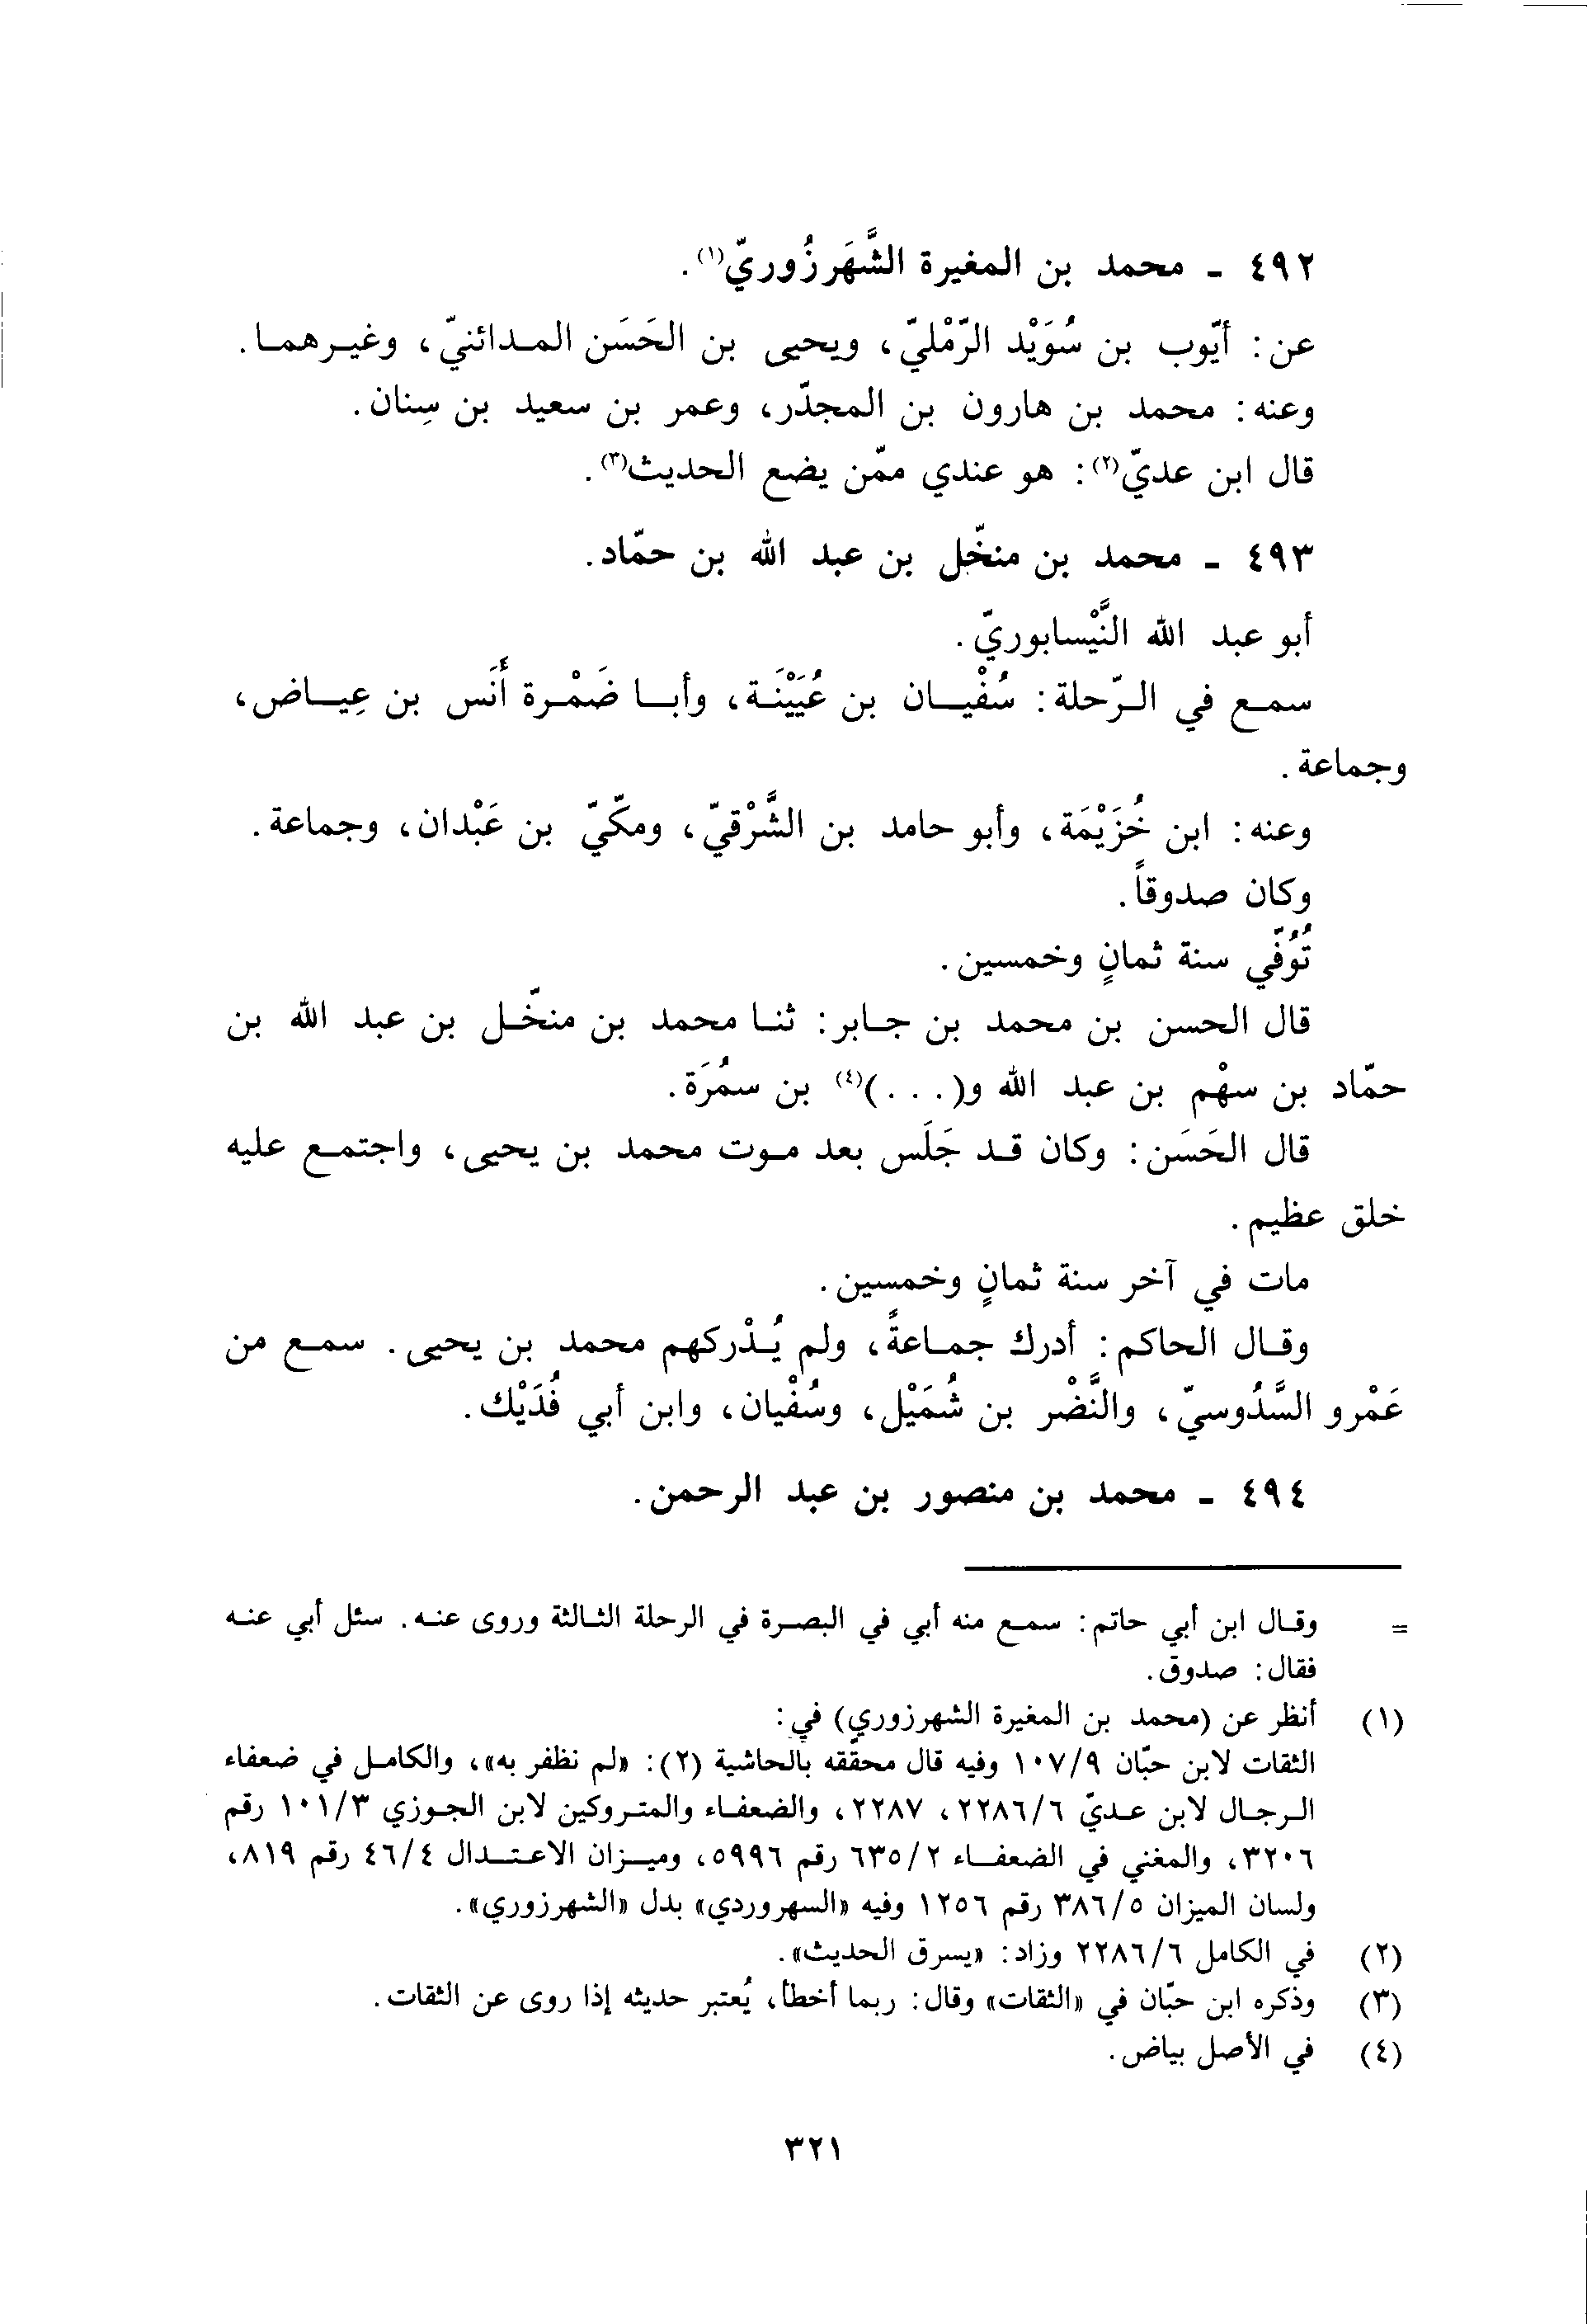 ٤٩٢ - محمد بن المغيرة الشَّهَرزُوريّ(١).
عن: أيّوب بن سُوَيْد الرّمْليّ، ويحيى بن الحَسَن المدائنيّ، وغيرهما.
وعنه: محمد بن هارون بن المجدّر، وعمر بن سعيد بن سِنان.
قال ابن عديّ(٢): هو عندي ممّن يضع الحديث(٣).
٤٩٣ - محمد بن منخّل بن عبد الله بن حمّاد.
أبو عبد الله النَّيْسابوريّ.
سمع في الرّحلة: سُفْيان بن عُيَيْنَة، وأبا ضَمْرة أَنَس بن عِياض،
وجماعة.
وعنه: ابن خُزَيْمَة، وأبو حامد بن الشَّرْقيّ، ومكّيّ بن عَبْدان، وجماعة.
وكان صدوقاً.
تُوُفّي سنة ثمانٍ وخمسين.
قال الحسن بن محمد بن جابر: ثنا محمد بن منخّل بن عبد الله بن
حمّاد بن سهْم بن عبد الله و(. . .)(٤) بن سمُرَة.
قال الحَسَن: وكان قد جَلَس بعد موت محمد بن يحيى، واجتمع عليه
خلق عظيم.
مات في آخر سنة ثمانٍ وخمسين.
وقال الحاكم: أدرك جماعةً، ولم يُدْركهم محمد بن يحيى. سمع من
عَمْرو السَّدُوسيّ، والنَّضْر بن شُمَيْل، وسُفْيان، وابن أبي فُدَيْك.
٤٩٤ - محمد بن منصور بن عبد الرحمن.
= وقال ابن أبي حاتم: سمع منه أبي في البصرة في الرحلة الثالثة وروى عنه. سئل أبي عنه
فقال: صدوق.
(١) أنظر عن (محمد بن المغيرة الشهرزوري) في:
الثقات لابن حبّان ١٠٧/٩ وفيه قال محقّقه بالحاشية (٢): «لم نظفر به»، والكامل في ضعفاء
الرجال لابن عديّ ٢٢٨٦/٦، ٢٢٨٧، والضعفاء والمتروكين لابن الجوزي ١٠١/٣ رقم
٣٢٠٦، والمغني في الضعفاء ٦٣٥/٢ رقم ٥٩٩٦، وميزان الاعتدال ٤٦/٤ رقم ٨١٩،
ولسان الميزان ٣٨٦/٥ رقم ١٢٥٦ وفيه «السهروردي» بدل «الشهرزوري».
(٢) في الكامل ٢٢٨٦/٦ وزاد: «يسرق الحديث».
(٣) وذكره ابن حبّان في «الثقات» وقال: ربما أخطأ، يُعتبر حديثه إذا روى عن الثقات.
(٤) في الأصل بياض.
٣٢١